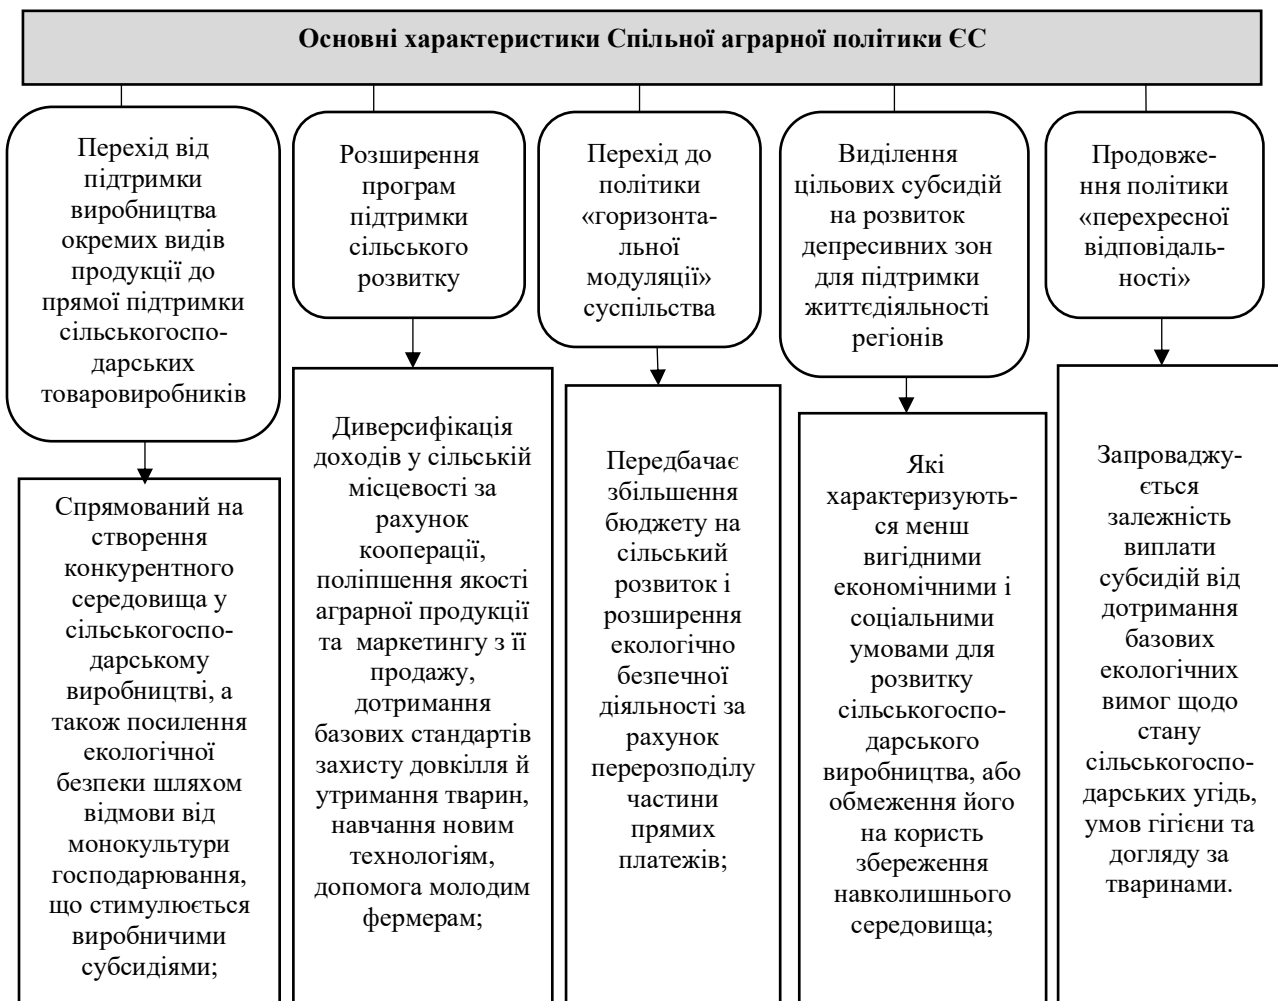 Основні характеристики Спільної аграрної політики ЄС
Перехід від
підтримки
виробництва
окремих видів
продукції до
прямої підтримки
сільськогоспо-
дарських
товаровиробників
Розширення
програм
підтримки
сільського
розвитку
Перехід до
політики
«горизонта-
льної
модуляції»
суспільства
Виділення
цільових субсидій
на розвиток
депресивних зон
для підтримки
життєдіяльності
регіонів
Продовже-
ння політики
«перехресної
відповідаль-
ності»
Спрямований на
створення
конкурентного
середовища у
сільськогоспо-
дарському
виробництві, а
також посилення
екологічної
безпеки шляхом
відмови від
монокультури
господарювання,
що стимулюється
виробничими
субсидіями;
Диверсифікація
доходів у сільській
місцевості за
рахунок
кооперації,
поліпшення якості
аграрної продукції
та маркетингу з її
продажу,
дотримання
базових стандартів
захисту довкілля й
утримання тварин,
навчання новим
технологіям,
допомога молодим
фермерам;
Передбачає
збільшення
бюджету на
сільський
розвиток і
розширення
екологічно
безпечної
діяльності за
рахунок
перерозподілу
частини
прямих
платежів;
Які
характеризують-
ся менш
вигідними
економічними і
соціальними
умовами для
розвитку
сільськогоспо-
дарського
виробництва, або
обмеження його
на користь
збереження
навколишнього
середовища;
Запроваджу-
ється
залежність
виплати
субсидій від
дотримання
базових
екологічних
вимог щодо
стану
сільськогоспо-
дарських угідь,
умов гігієни та
догляду за
тваринами.